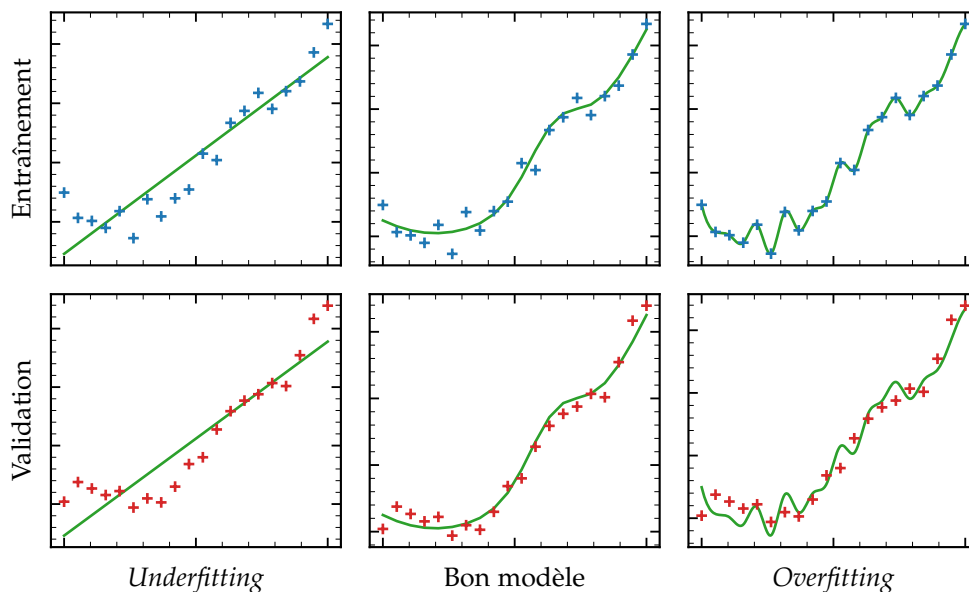 Entraînement
Validation
Underfitting
Bon modèle
Overfitting